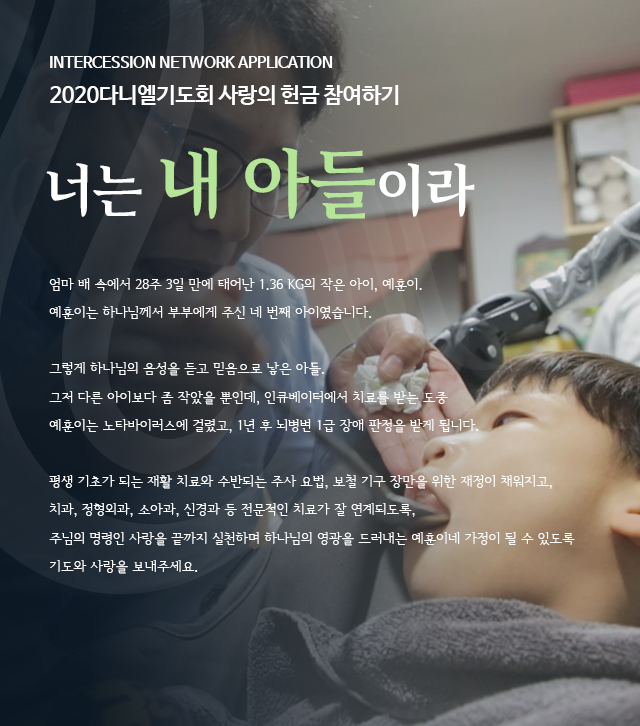 INTERCESSION NETWORK APPLICATION
2020다니엘기도회 사랑의 헌금 참여하기
너는 내 아들이라
엄마 배 속에서 28주 3일 만에 태어난 1.36 KG의 작은 아이, 예훈이.
예훈이는 하나님께서 부부에게 주신 네 번째 아이였습니다.
그렇게 하나님의 음성을 듣고 믿음으로 낳은 아들.
그저 다른 아이보다 좀 작았을 뿐인데, 인큐베이터에서 치료를 받는 도중
예훈이는 노타바이러스에 걸렸고, 1년 후 뇌병변 1급 장애 판정을 받게 됩니다.
평생 기초가 되는 재활 치료와 수반되는 주사 요법, 보철 기구 장만을 위한 재정이 채워지고,
치과, 정형외과, 소아과, 신경과 등 전문적인 치료가 잘 연계되도록,
주님의 명령인 사랑을 끝까지 실천하며 하나님의 영광을 드러내는 예훈이네 가정이 될 수 있도록
기도와 사랑을 보내주세요.